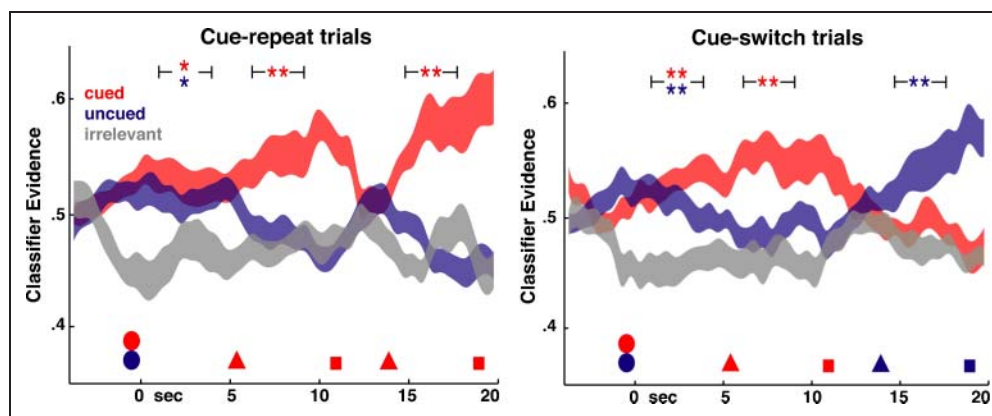 Cue-repeat trials
**
*
**
**
cued
uncued
irrelevant
Classifier Evidence
.6
.5
.4
0 sec 5 10 15 20
Cue-switch trials
**
**
**
**
Classifier Evidence
.6
.5
.4
0 sec 5 10 15 20